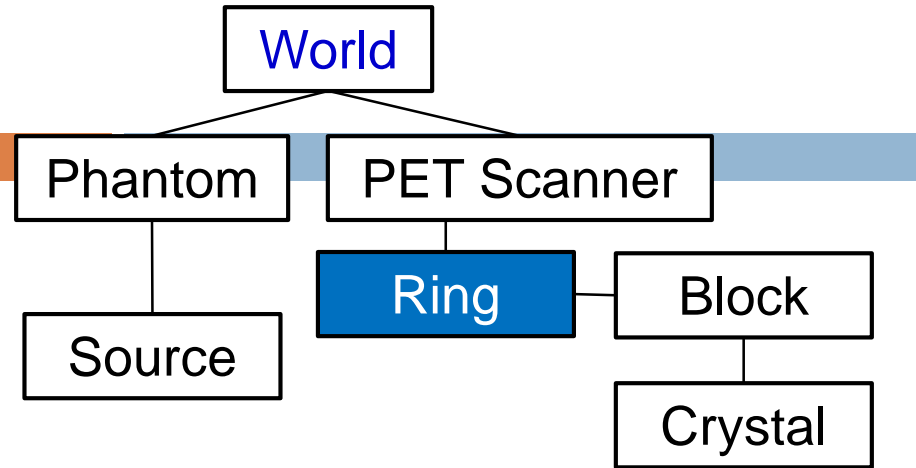 World
Phantom
PET Scanner
Ring
Block
Source
Crystal